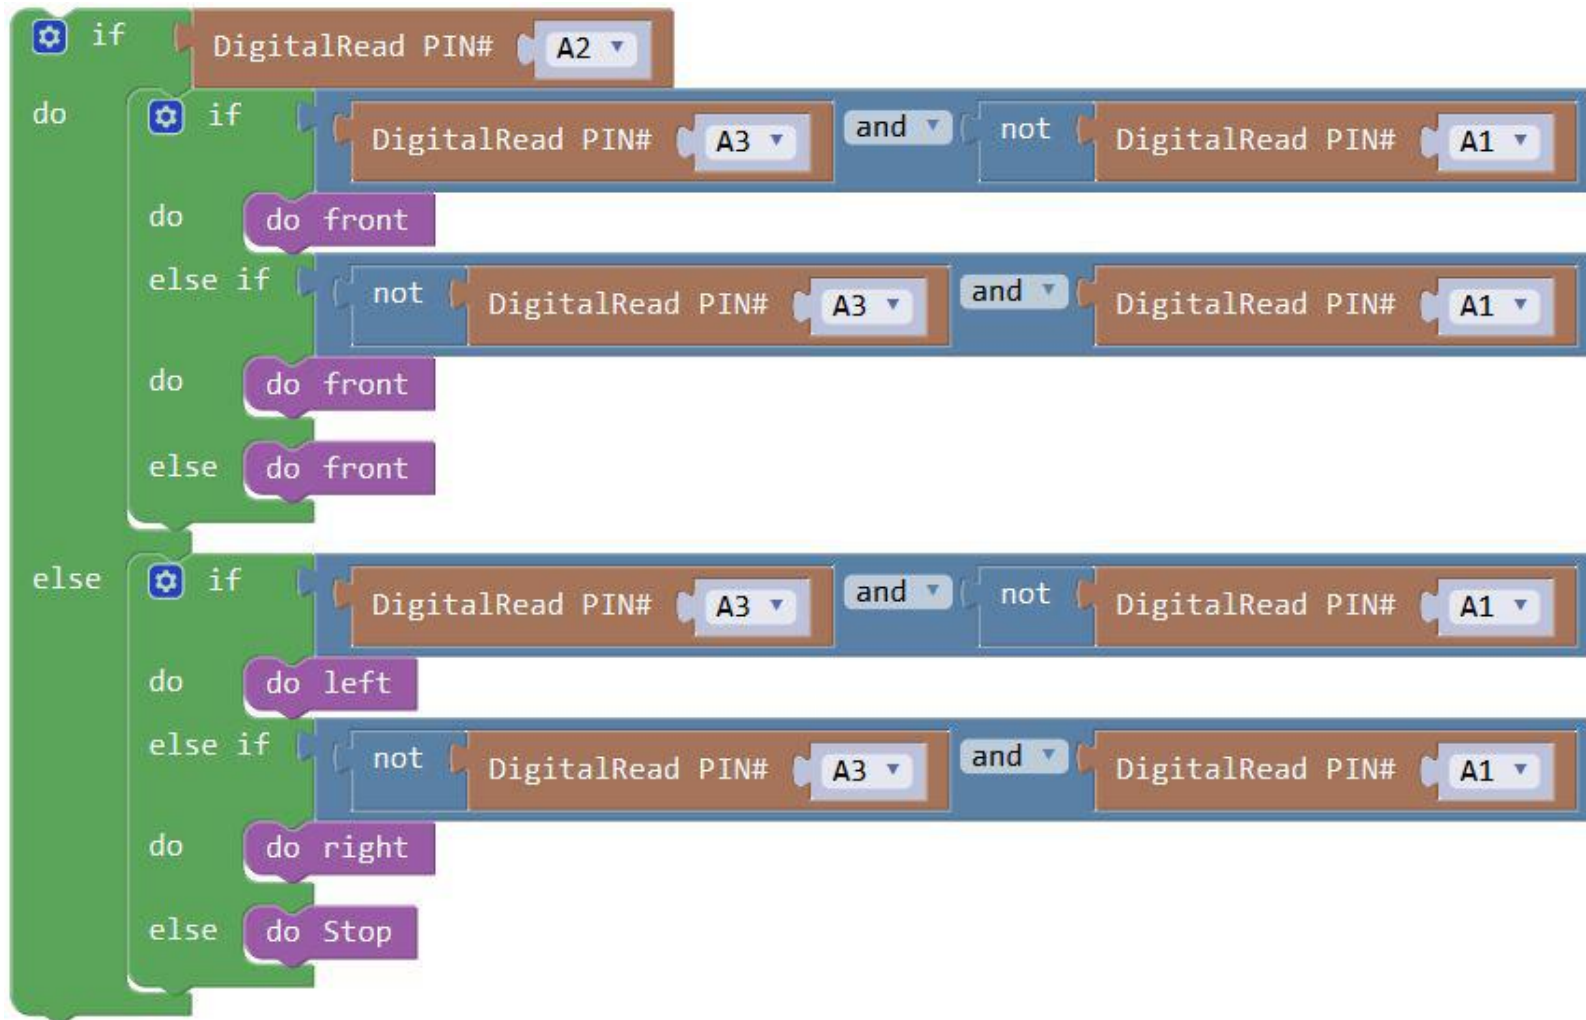 if DigitalRead PIN# A2
do if DigitalRead PIN# A3 and not DigitalRead PIN# A1
do do front
else if not DigitalRead PIN# A3 and DigitalRead PIN# A1
do do front
else do front
else if DigitalRead PIN# A3 and not DigitalRead PIN# A1
do do left
else if not DigitalRead PIN# A3 and DigitalRead PIN# A1
do do right
else do Stop